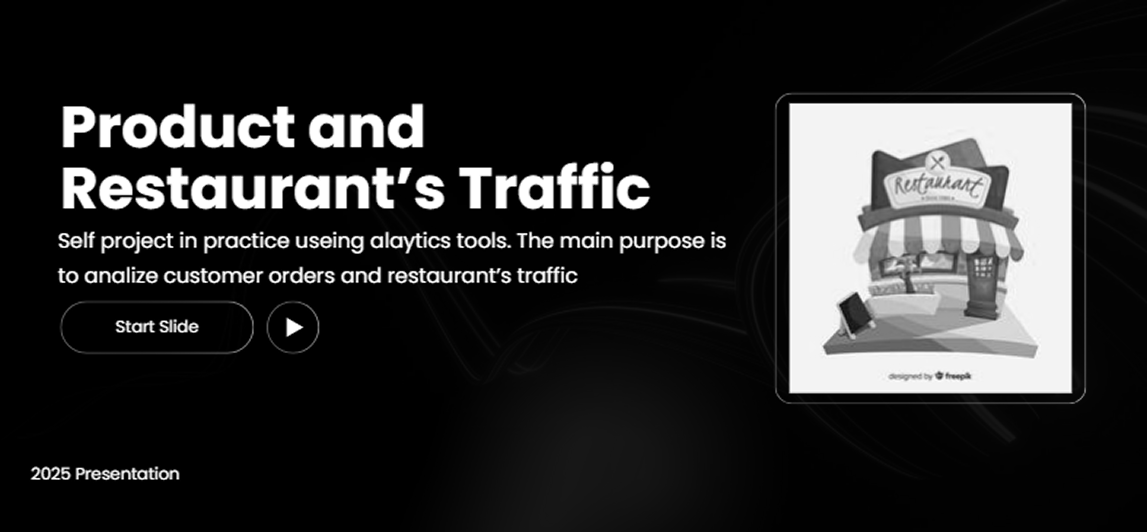 Product and
Restaurant’s Traffic
Self project in practice useing alaytics tools. The main purpose is
to analize customer orders and restaurant’s traffic
Start Slide
2025 Presentation
Restaurant
designed by freepik